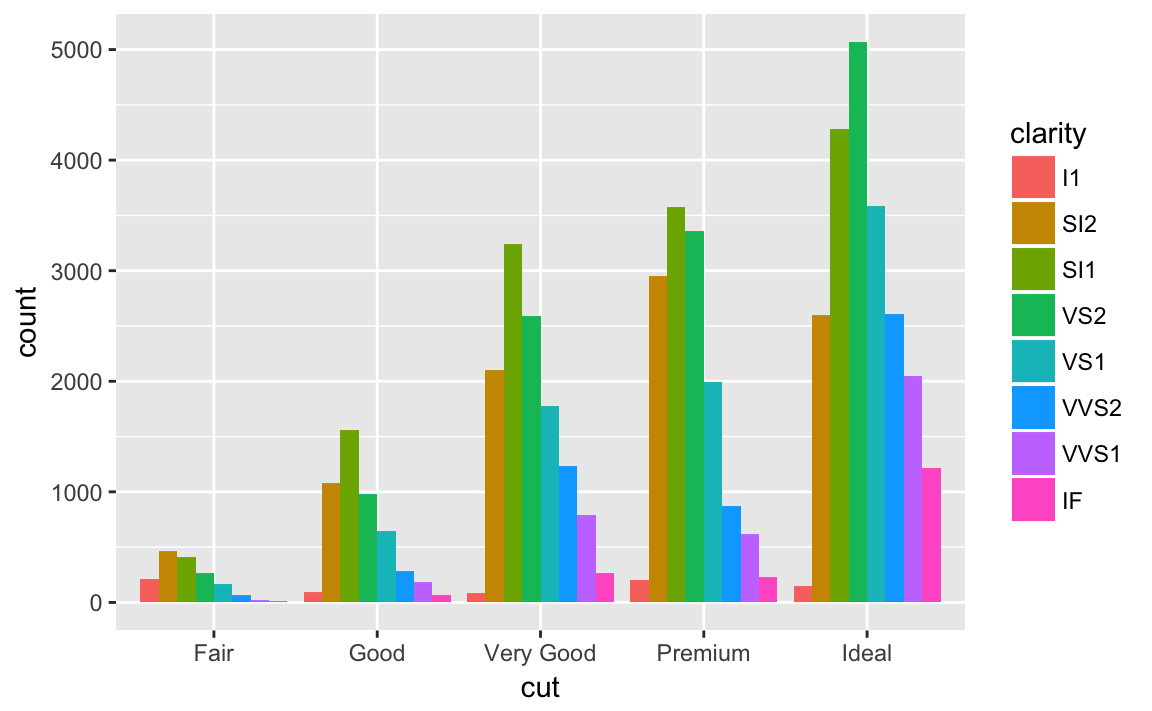 5000
4000
3000
2000
1000
0
count
Fair Good Very Good Premium Ideal
cut
clarity
I1
SI2
SI1
VS2
VS1
VVS2
VVS1
IF